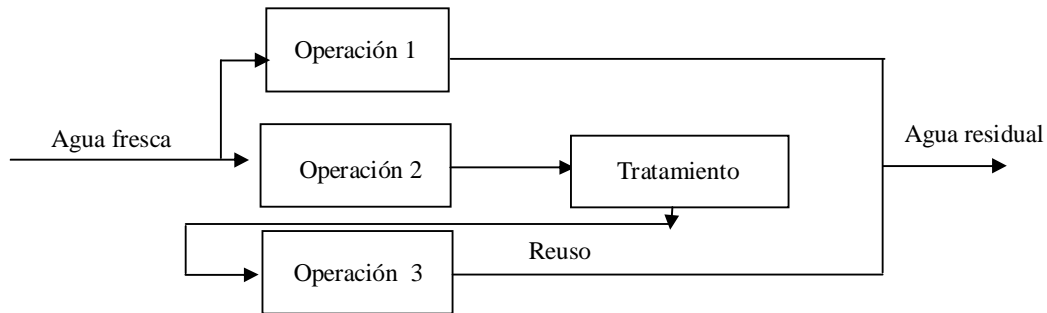 Operación 1
Agua fresca
Agua residual
Operación 2
Tratamiento
Reuso
Operación 3